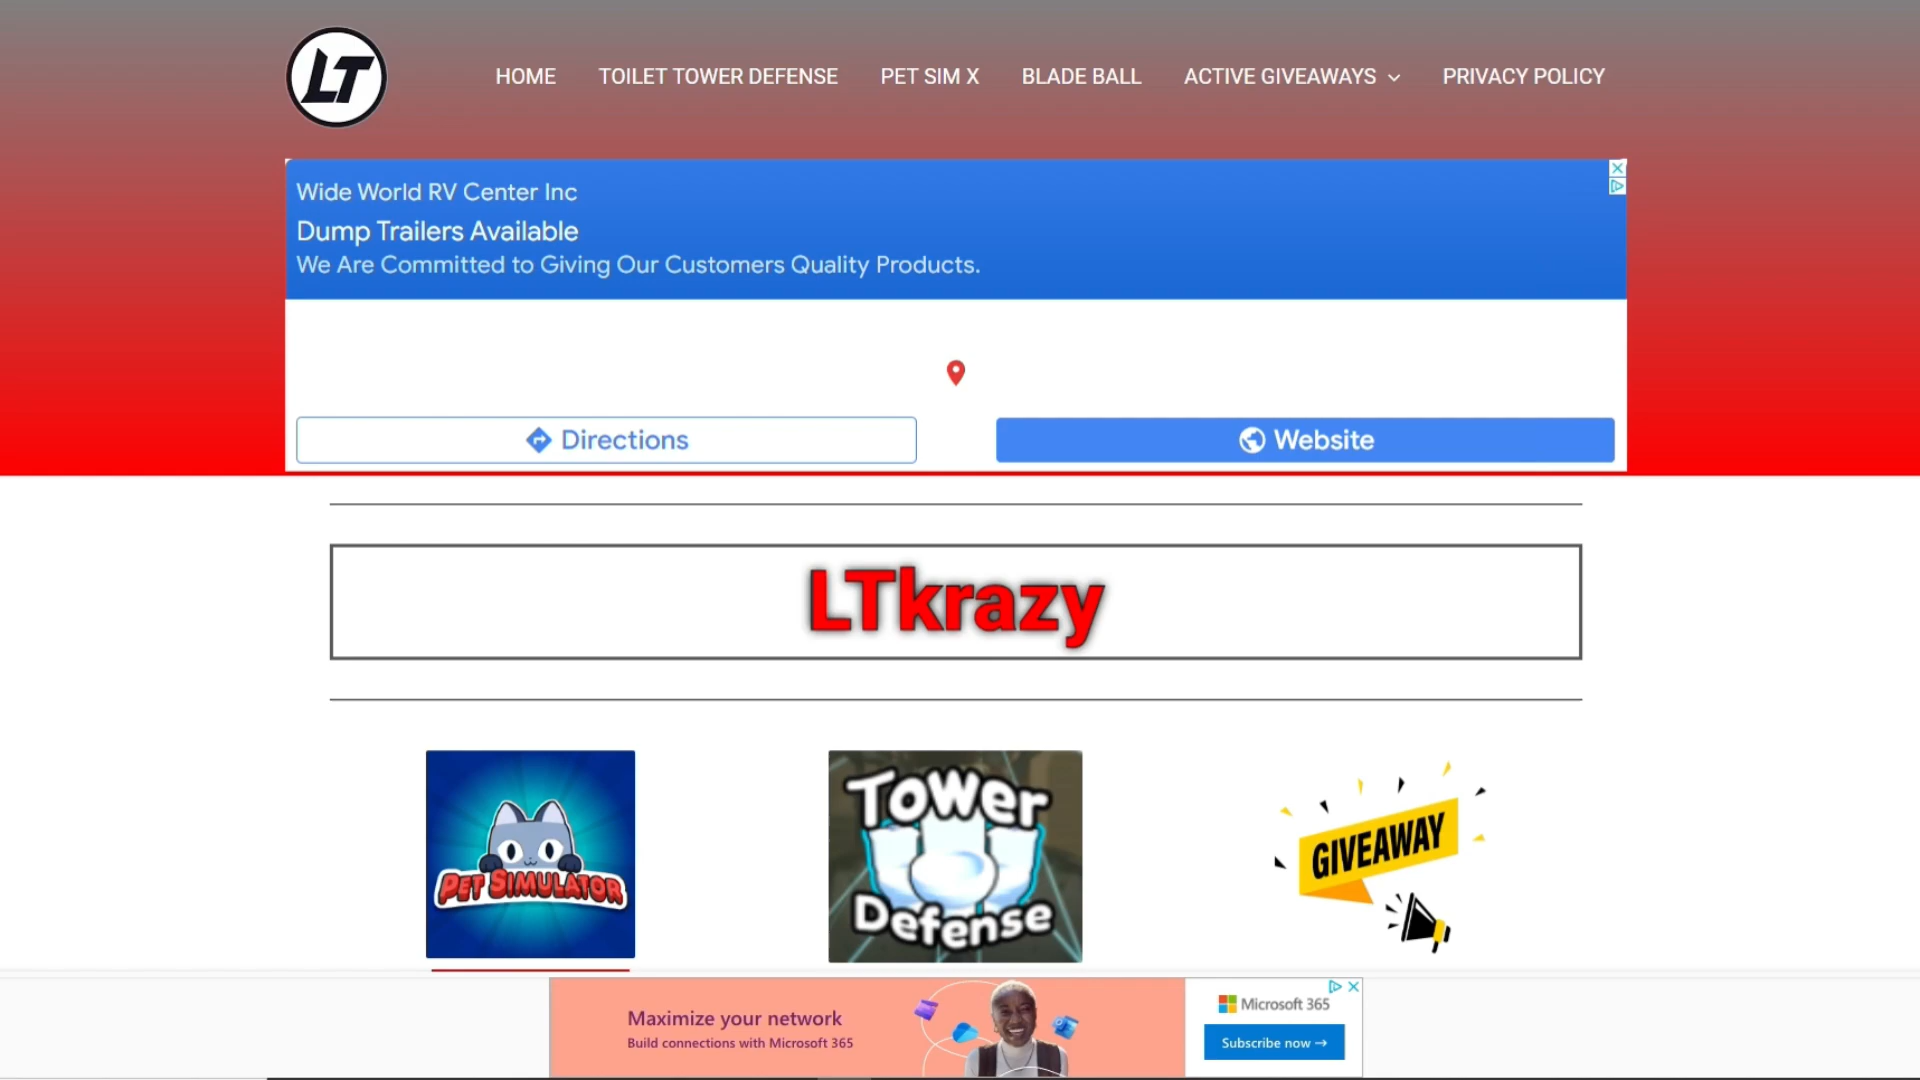 LT
HOME
TOILET TOWER DEFENSE
PET SIM X
BLADE BALL
ACTIVE GIVEAWAYS
PRIVACY POLICY
Wide World RV Center Inc
Dump Trailers Available
We Are Committed to Giving Our Customers Quality Products.
Directions
Website
LTkrazy
PET SIMULATOR
Tower
Defense
GIVEAWAY
Maximize your network
Build connections with Microsoft 365
Microsoft 365
Subscribe now →